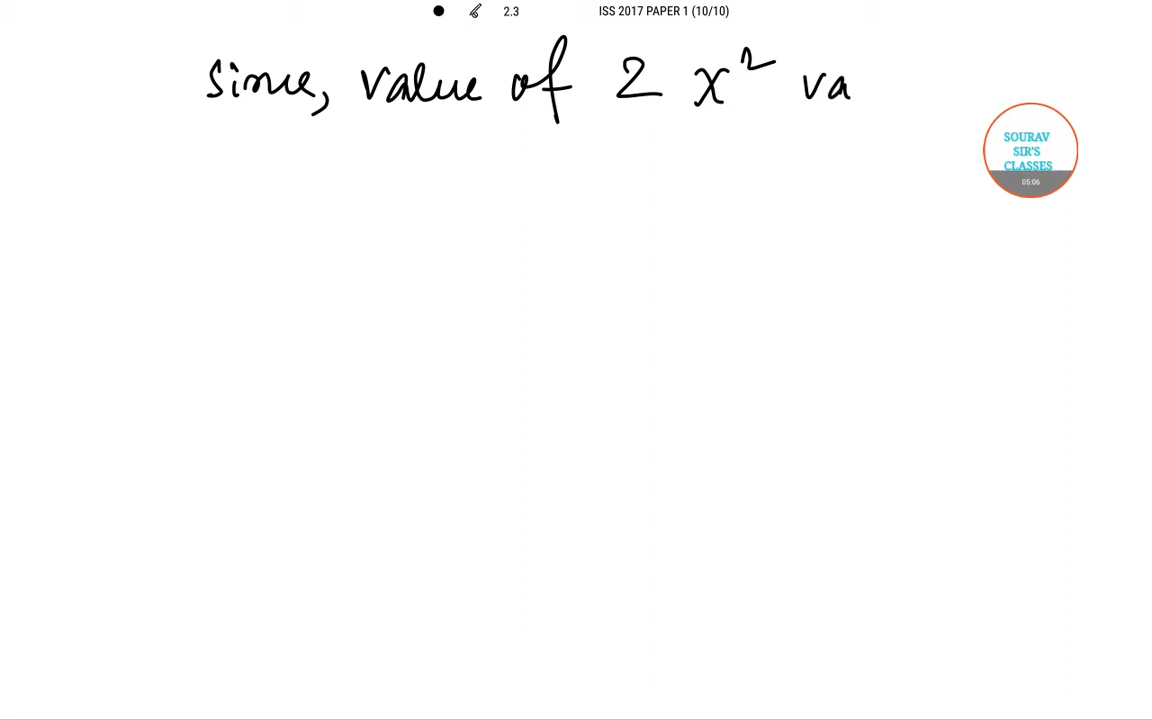 2.3 ISS 2017 PAPER 1 (10/10)
since, value of 2 x² va
SOURAV
SIR'S
CLASSES
05:06